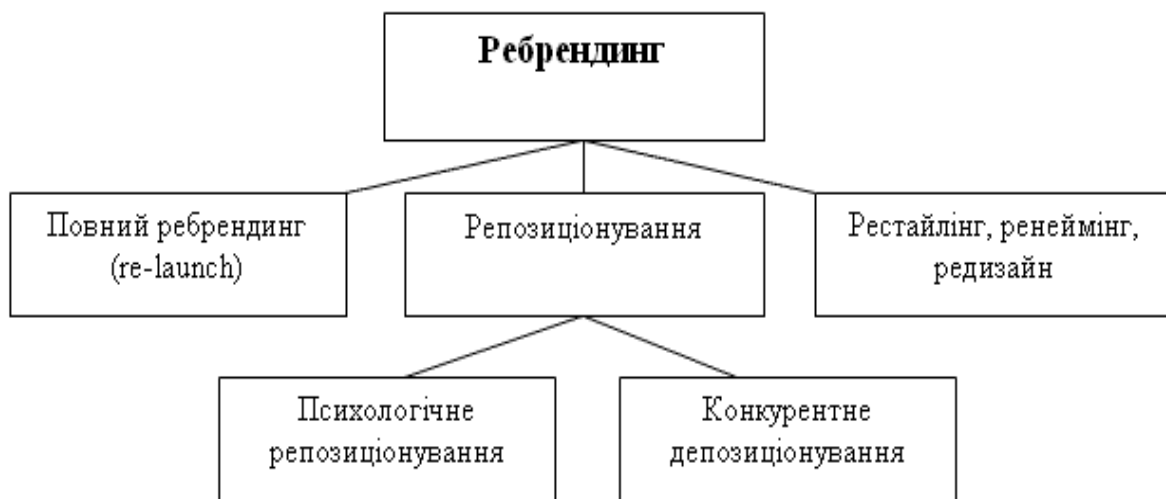 Ребрендинг
Повний ребрендинг
(re-launch)
Репозиціонування
Рестайлінг, ренеймінг,
редизайн
Психологічне
репозиціонування
Конкурентне
депозиціонування